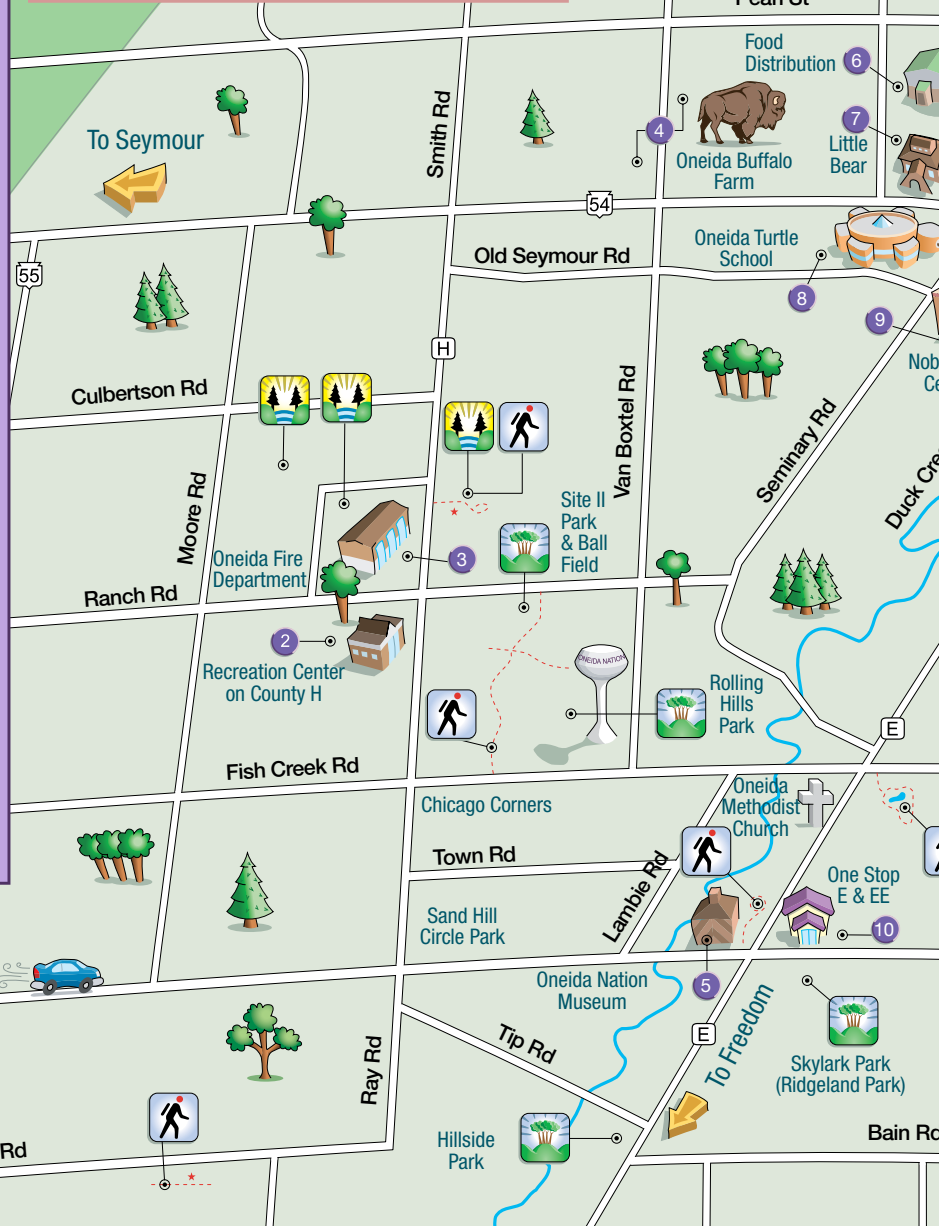 Pearl St
Food
Distribution
6
To Seymour
Smith Rd
4
7
Little
Bear
Oneida Buffalo
Farm
54
Oneida Turtle
School
Old Seymour Rd
55
8
9
H
Culbertson Rd
Van Boxtel Rd
Seminary Rd
Moore Rd
Site II
Park
& Ball
Field
Oneida Fire
Department
3
Ranch Rd
2
Recreation Center
on County H
ONEIDA NATION
Rolling
Hills
Park
E
Fish Creek Rd
Chicago Corners
Oneida
Methodist
Church
Town Rd
Lambie Rd
One Stop
E & EE
10
Sand Hill
Circle Park
Oneida Nation
Museum
5
E
To Freedom
Tip Rd
Ray Rd
Skylark Park
(Ridgeland Park)
Hillside
Park
Bain Rd
Rd